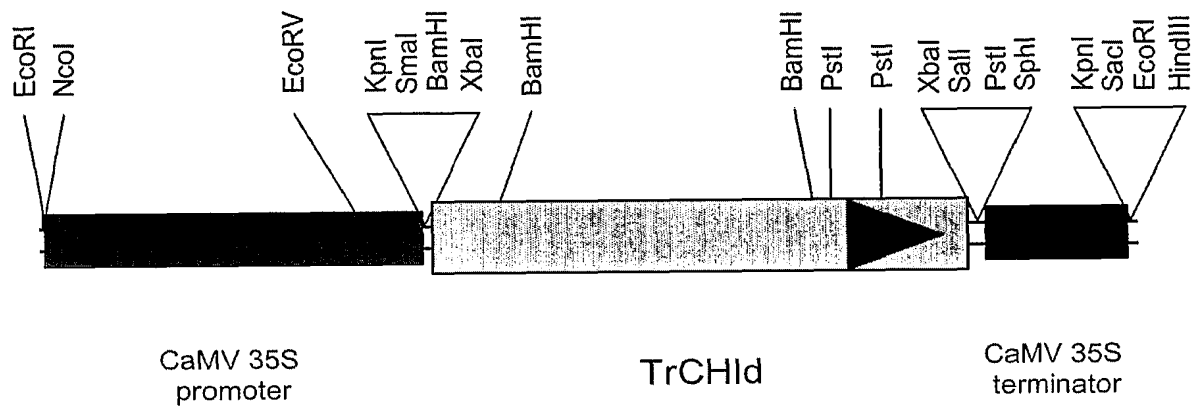 EcoRI
NcoI
EcoRV
KpnI
SmaI
BamHI
XbaI
BamHI
BamHI
PstI
PstI
XbaI
SalI
PstI
SphI
KpnI
SacI
EcoRI
HindIII
CaMV 35S
promoter
TrCHId
CaMV 35S
terminator